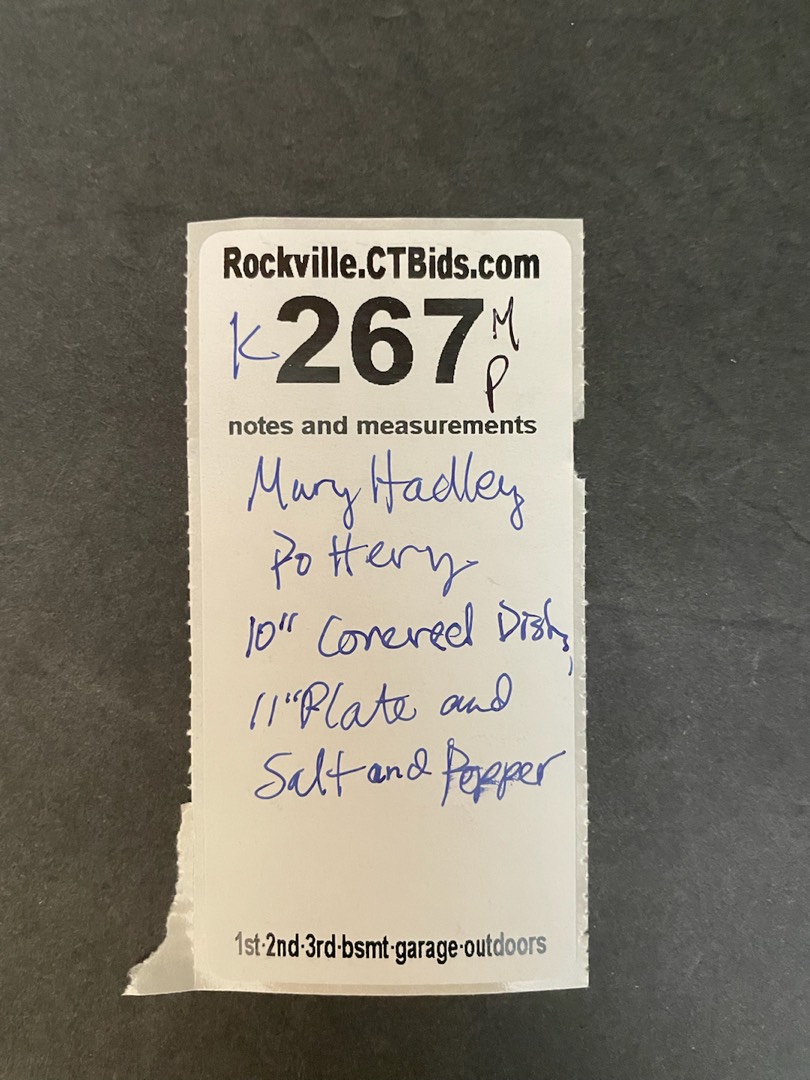 Rockville.CTBids.com
K 267 M
P
notes and measurements
Mary Hadley
Pottery
10" Convered Dish,
11" Plate and
Salt and Pepper
1st·2nd·3rd·bsmt·garage·outdoors